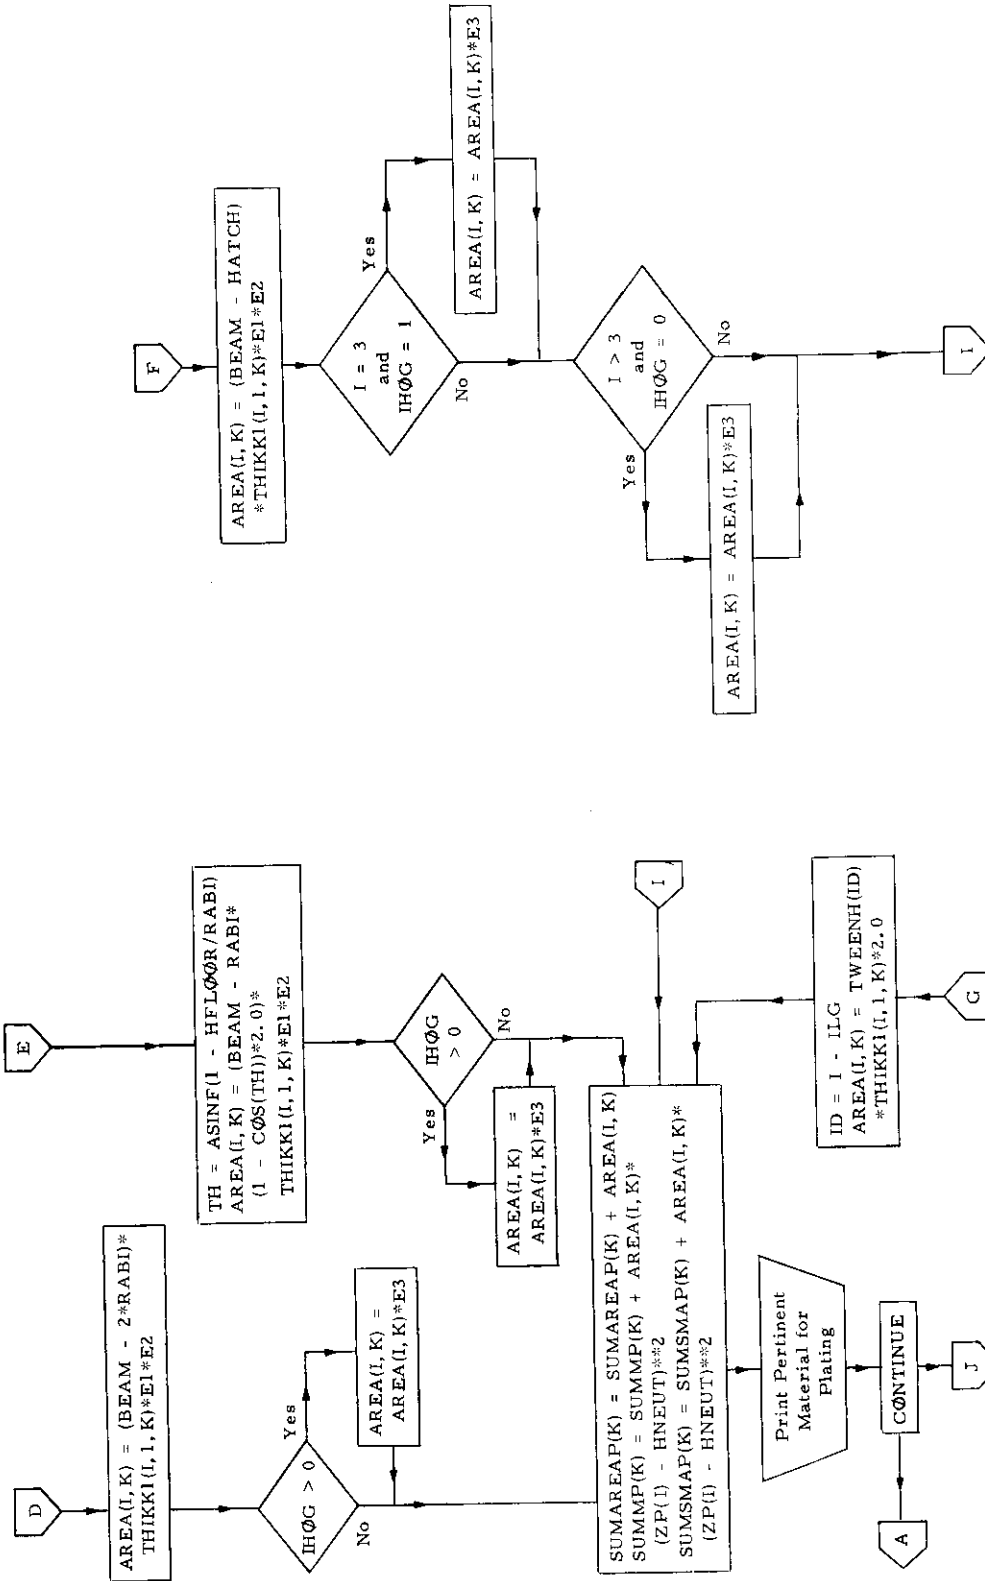 D
AREA(I, K) = (BEAM - 2*RABI)*
THIKK1(I, 1, K)*E1*E2
IHØG > 0
Yes
No
AREA(I, K) =
AREA(I, K)*E3
E
TH = ASINF(1 - HFLØØR/RABI)
AREA(I, K) = (BEAM - RABI*
(1 - CØS(TH))*2.0)*
THIKK1(I, 1, K)*E1*E2
IHØG
> 0
Yes
No
AREA(I, K) =
AREA(I, K)*E3
SUMAREAP(K) = SUMAREAP(K) + AREA(I, K)
SUMMP(K) = SUMMP(K) + AREA(I, K)*
(ZP(I) - HNEUT)**2
SUMSMAP(K) = SUMSMAP(K) + AREA(I, K)*
(ZP(I) - HNEUT)**2
I
ID = I - ILG
AREA(I, K) = TWEENH(ID)
*THIKK1(I, 1, K)*2.0
G
Print Pertinent
Material for
Plating
CØNTINUE
A
J
F
AREA(I, K) = (BEAM - HATCH)
*THIKK1(I, 1, K)*E1*E2
I = 3
and
IHØG = 1
Yes
No
AREA(I, K) = AREA(I, K)*E3
I > 3
and
IHØG = 0
Yes
No
AREA(I, K) = AREA(I, K)*E3
I